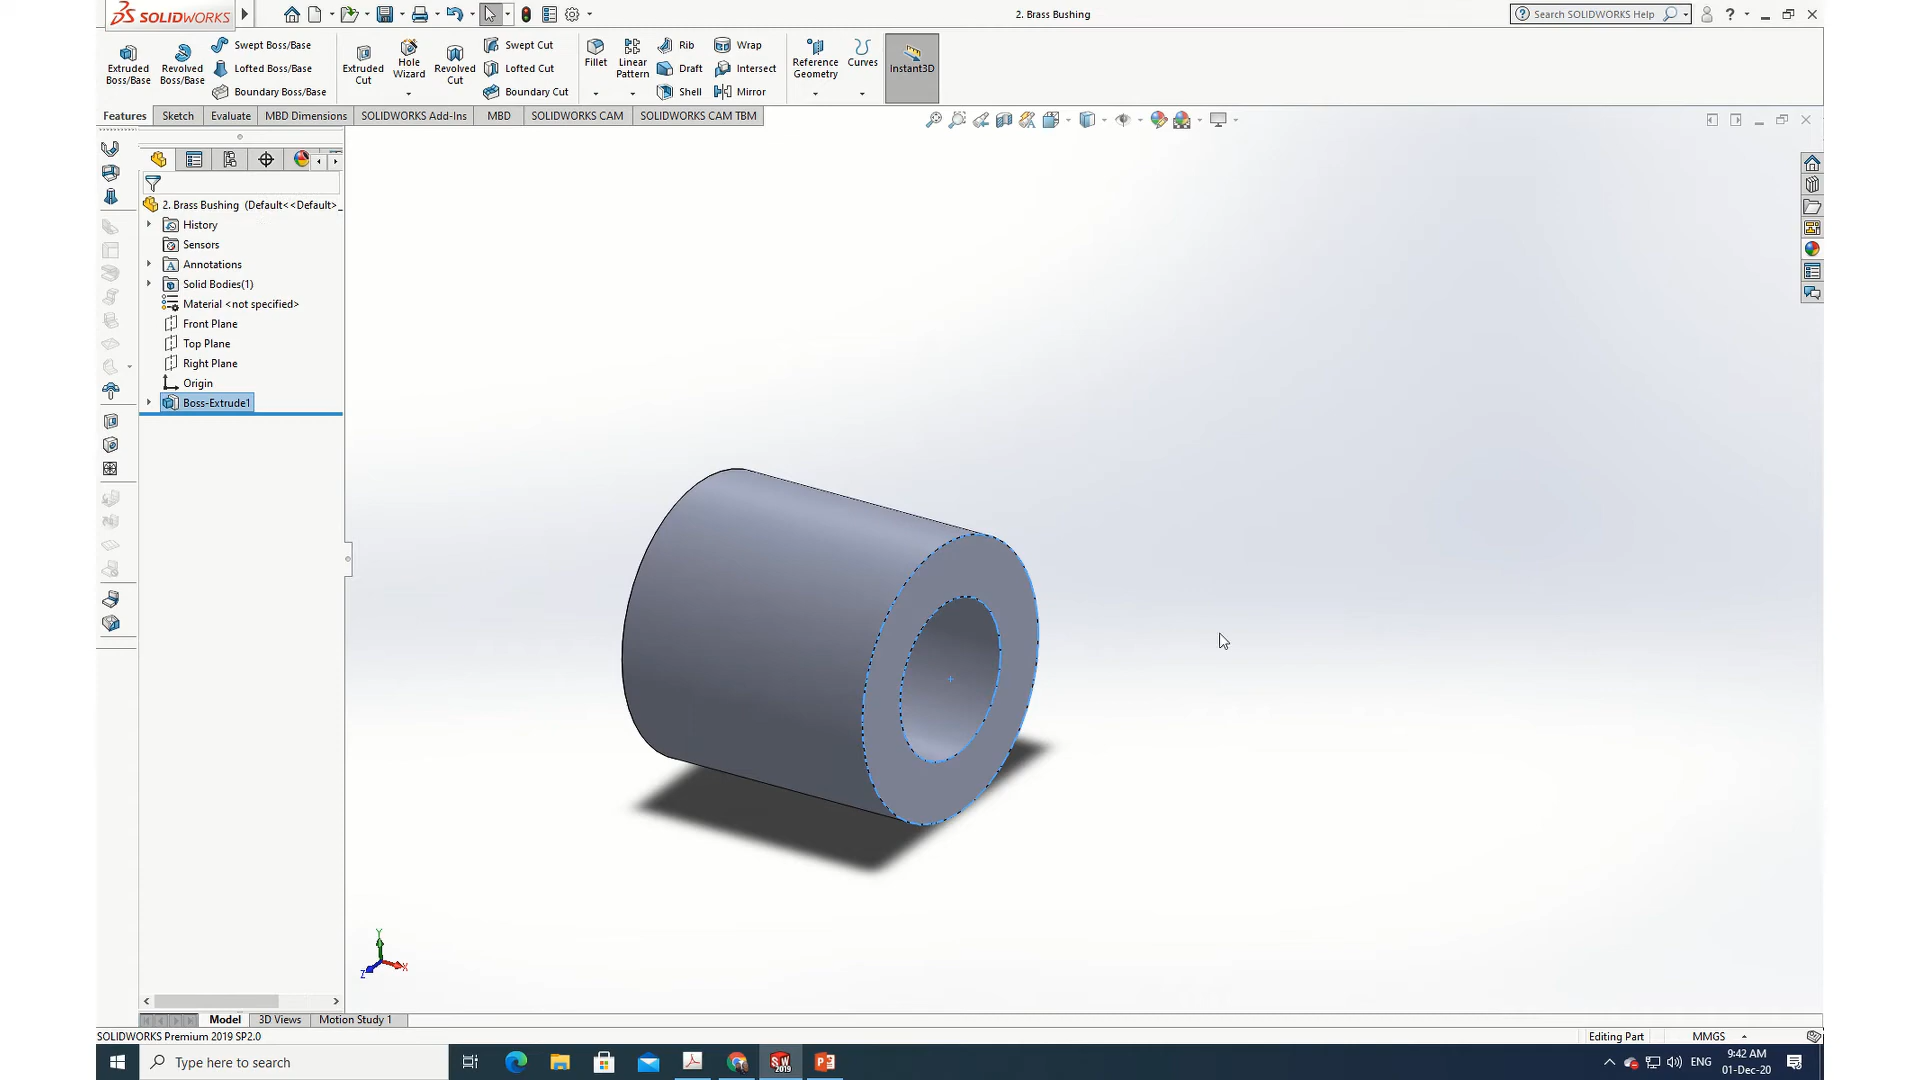 SOLIDWORKS
2. Brass Bushing
Search SOLIDWORKS Help
Extruded Boss/Base
Revolved Boss/Base
Swept Boss/Base
Lofted Boss/Base
Boundary Boss/Base
Extruded Cut
Hole Wizard
Revolved Cut
Swept Cut
Lofted Cut
Boundary Cut
Fillet
Linear Pattern
Rib
Draft
Shell
Wrap
Intersect
Mirror
Reference Geometry
Curves
Instant3D
Features
Sketch
Evaluate
MBD Dimensions
SOLIDWORKS Add-Ins
MBD
SOLIDWORKS CAM
SOLIDWORKS CAM TBM
2. Brass Bushing (Default<<Default>_
History
Sensors
Annotations
Solid Bodies(1)
Material <not specified>
Front Plane
Top Plane
Right Plane
Origin
Boss-Extrude1
Y
Z
X
Model
3D Views
Motion Study 1
SOLIDWORKS Premium 2019 SP2.0
Editing Part
MMGS
Type here to search
ENG
9:42 AM
01-Dec-20